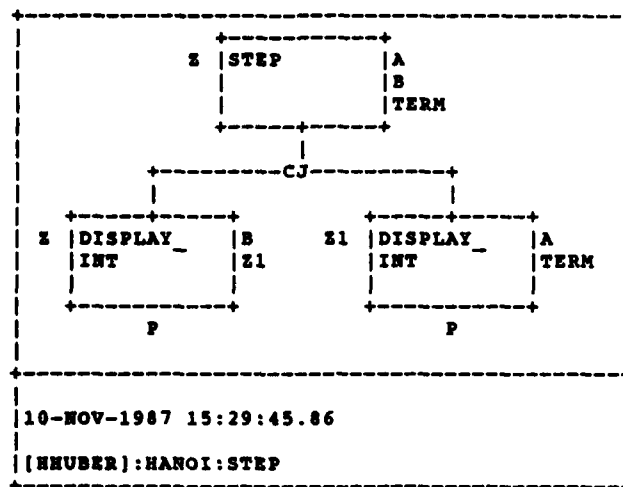 Z STEP A
B
TERM
CJ
Z DISPLAY_ B Z1 DISPLAY_ A
INT Z1 INT TERM
P P
10-NOV-1987 15:29:45.86
[HHUBER]:HANOI:STEP